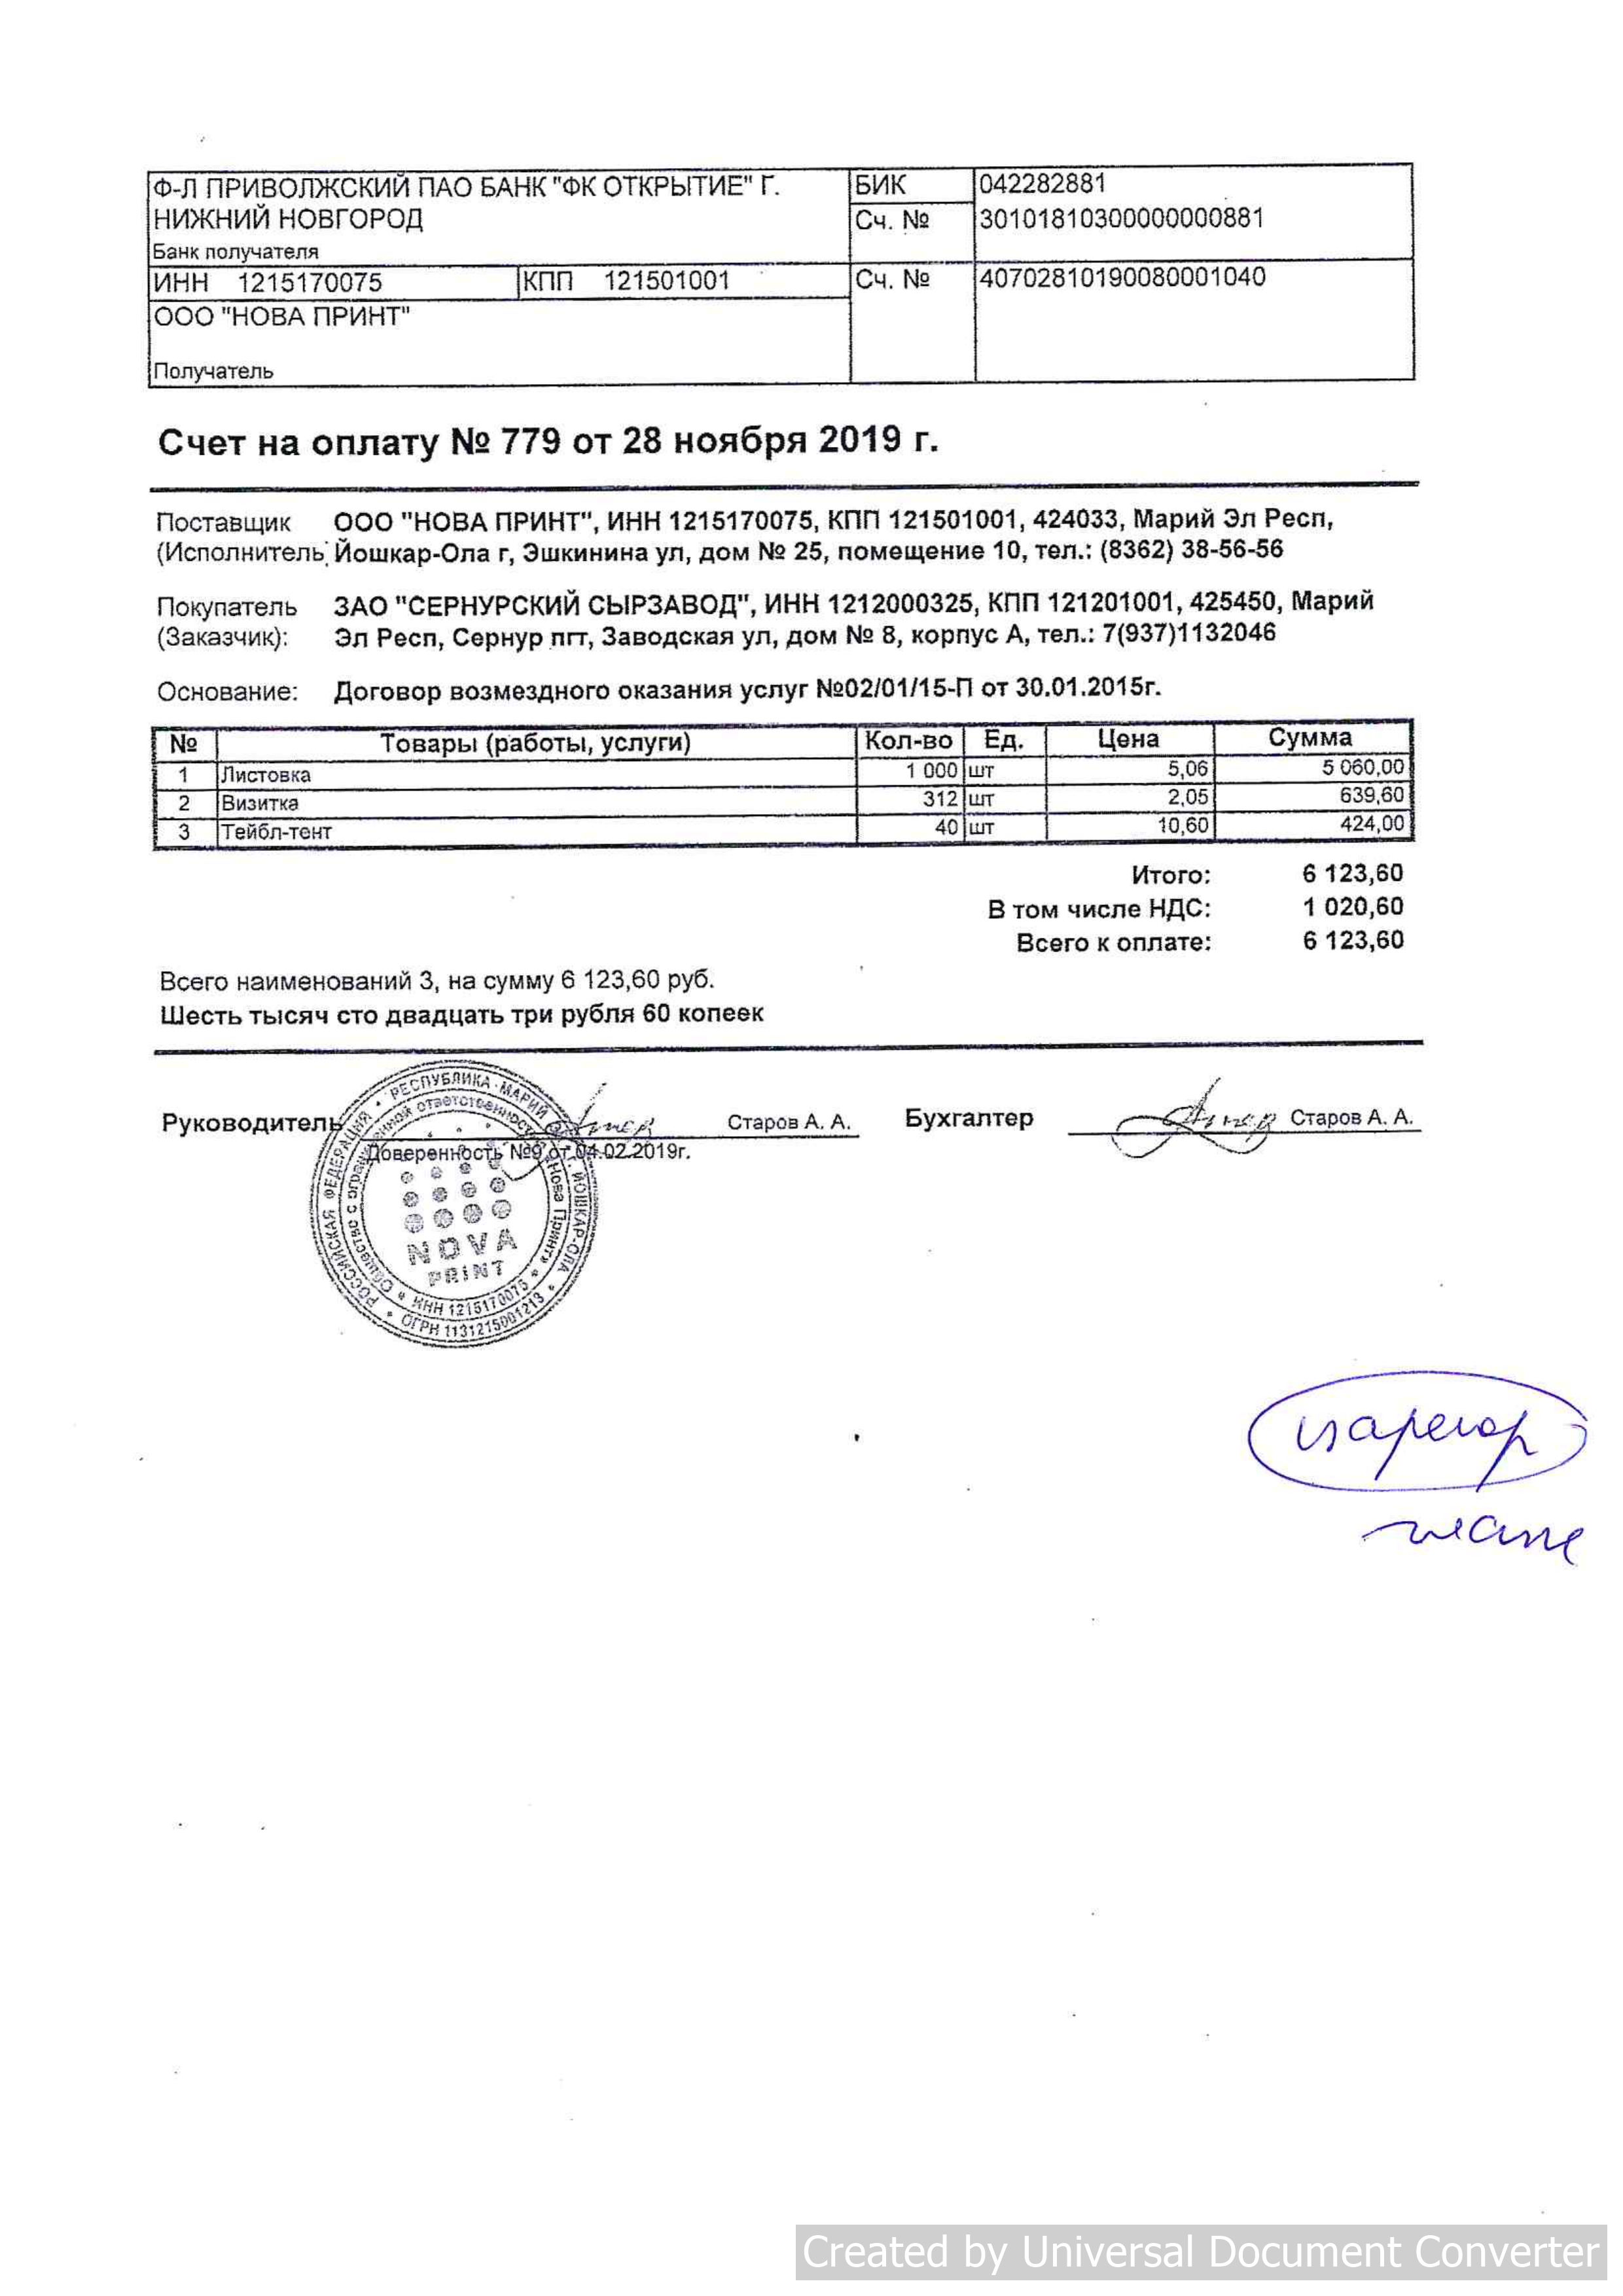 Ф-Л ПРИВОЛЖСКИЙ ПАО БАНК "ФК ОТКРЫТИЕ" Г. БИК 042282881
НИЖНИЙ НОВГОРОД Сч. № 30101810300000000881
Банк получателя
ИНН 1215170075 КПП 121501001 Сч. № 40702810190080001040
ООО "НОВА ПРИНТ"
Получатель
Счет на оплату № 779 от 28 ноября 2019 г.
Поставщик ООО "НОВА ПРИНТ", ИНН 1215170075, КПП 121501001, 424033, Марий Эл Респ,
(Исполнитель Йошкар-Ола г, Эшкинина ул, дом № 25, помещение 10, тел.: (8362) 38-56-56
Покупатель ЗАО "СЕРНУРСКИЙ СЫРЗАВОД", ИНН 1212000325, КПП 121201001, 425450, Марий
(Заказчик): Эл Респ, Сернур пгт, Заводская ул, дом № 8, корпус А, тел.: 7(937)1132046
Основание: Договор возмездного оказания услуг №02/01/15-П от 30.01.2015г.
№ Товары (работы, услуги) Кол-во Ед. Цена Сумма
1 Листовка 1 000 шт 5,06 5 060,00
2 Визитка 312 шт 2,05 639,60
3 Тейбл-тент 40 шт 10,60 424,00
Итого: 6 123,60
В том числе НДС: 1 020,60
Всего к оплате: 6 123,60
Всего наименований 3, на сумму 6 123,60 руб.
Шесть тысяч сто двадцать три рубля 60 копеек
Руководитель Старов А. А. Бухгалтер Старов А. А.
Доверенность №9 от 04.02.2019г.
РОССИЙСКАЯ ФЕДЕРАЦИЯ • РЕСПУБЛИКА МАРИЙ ЙОШКАР-ОЛА
ОГРН 1131215001213
Общество с ограниченной ответственностью Нова Принт
ИНН 1215170075
NOVA
PRINT
Created by Universal Document Converter